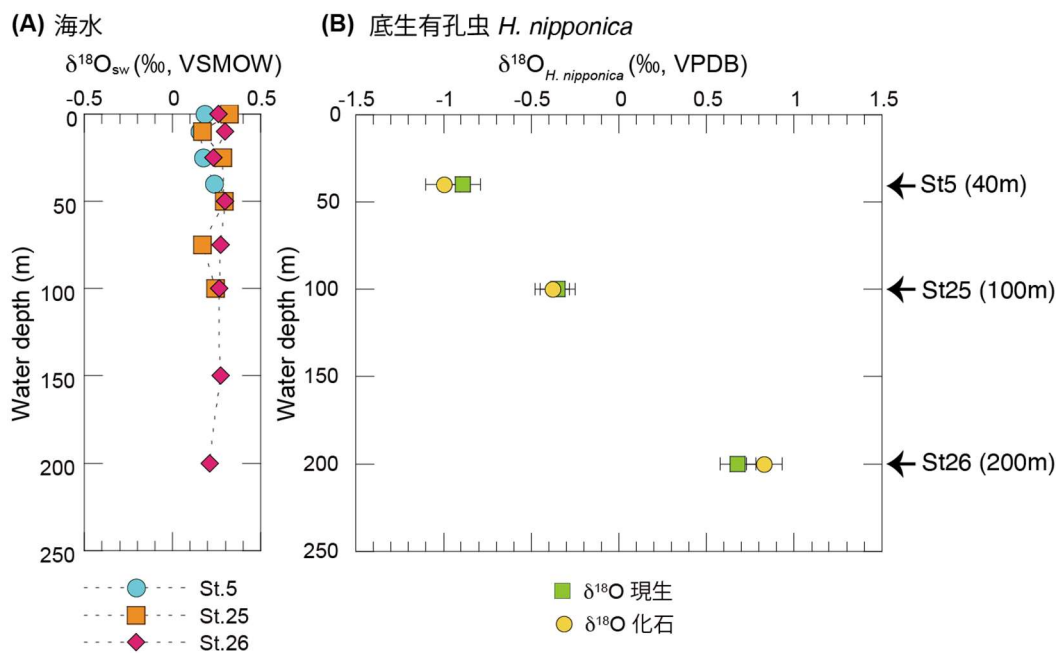 (A) 海水
δ¹⁸Osw (‰, VSMOW)
-0.5 0 0.5
0
50
100
150
200
250
Water depth (m)
St.5
St.25
St.26
(B) 底生有孔虫 H. nipponica
δ¹⁸OH. nipponica (‰, VPDB)
-1.5 -1 -0.5 0 0.5 1 1.5
0
50
100
150
200
250
Water depth (m)
St5 (40m)
St25 (100m)
St26 (200m)
δ¹⁸O 現生
δ¹⁸O 化石